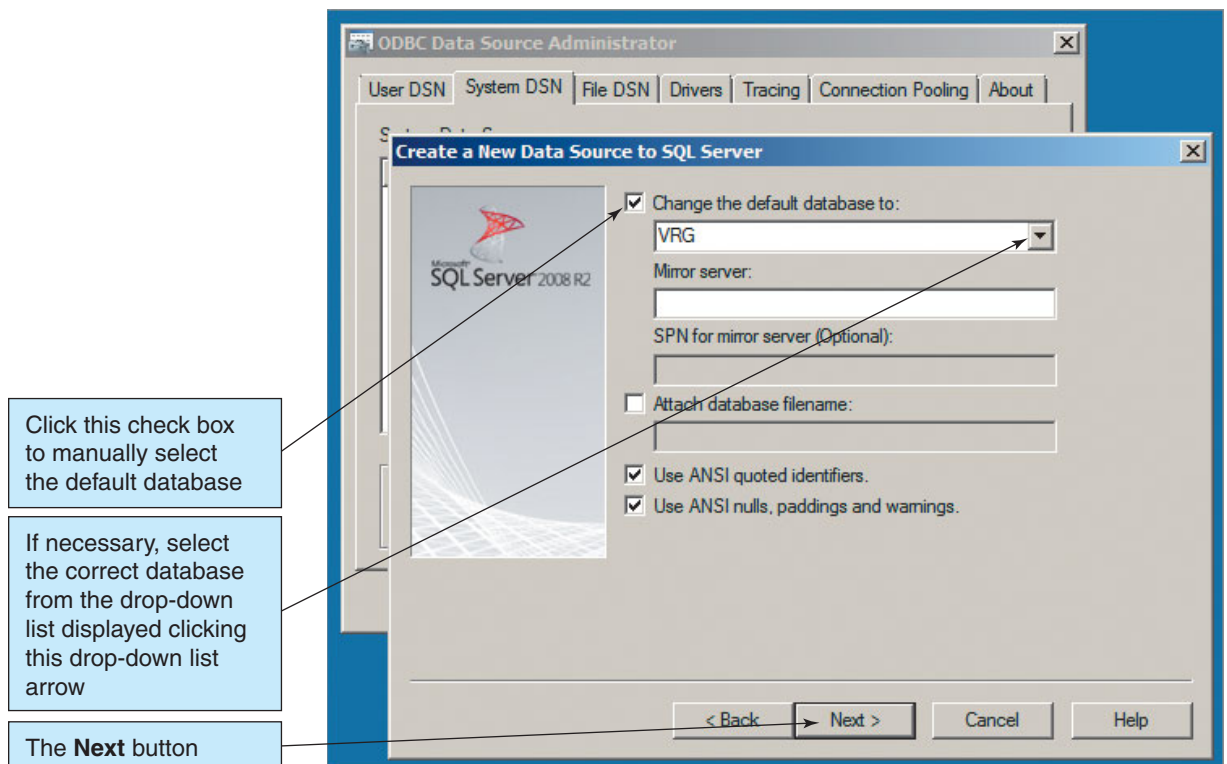 ODBC Data Source Administrator
User DSN
System DSN
File DSN
Drivers
Tracing
Connection Pooling
About
Create a New Data Source to SQL Server
Microsoft
SQL Server 2008 R2
Change the default database to:
VRG
Mirror server:
SPN for mirror server (Optional):
Attach database filename:
Use ANSI quoted identifiers.
Use ANSI nulls, paddings and warnings.
< Back
Next >
Cancel
Help
Click this check box
to manually select
the default database
If necessary, select
the correct database
from the drop-down
list displayed clicking
this drop-down list
arrow
The Next button